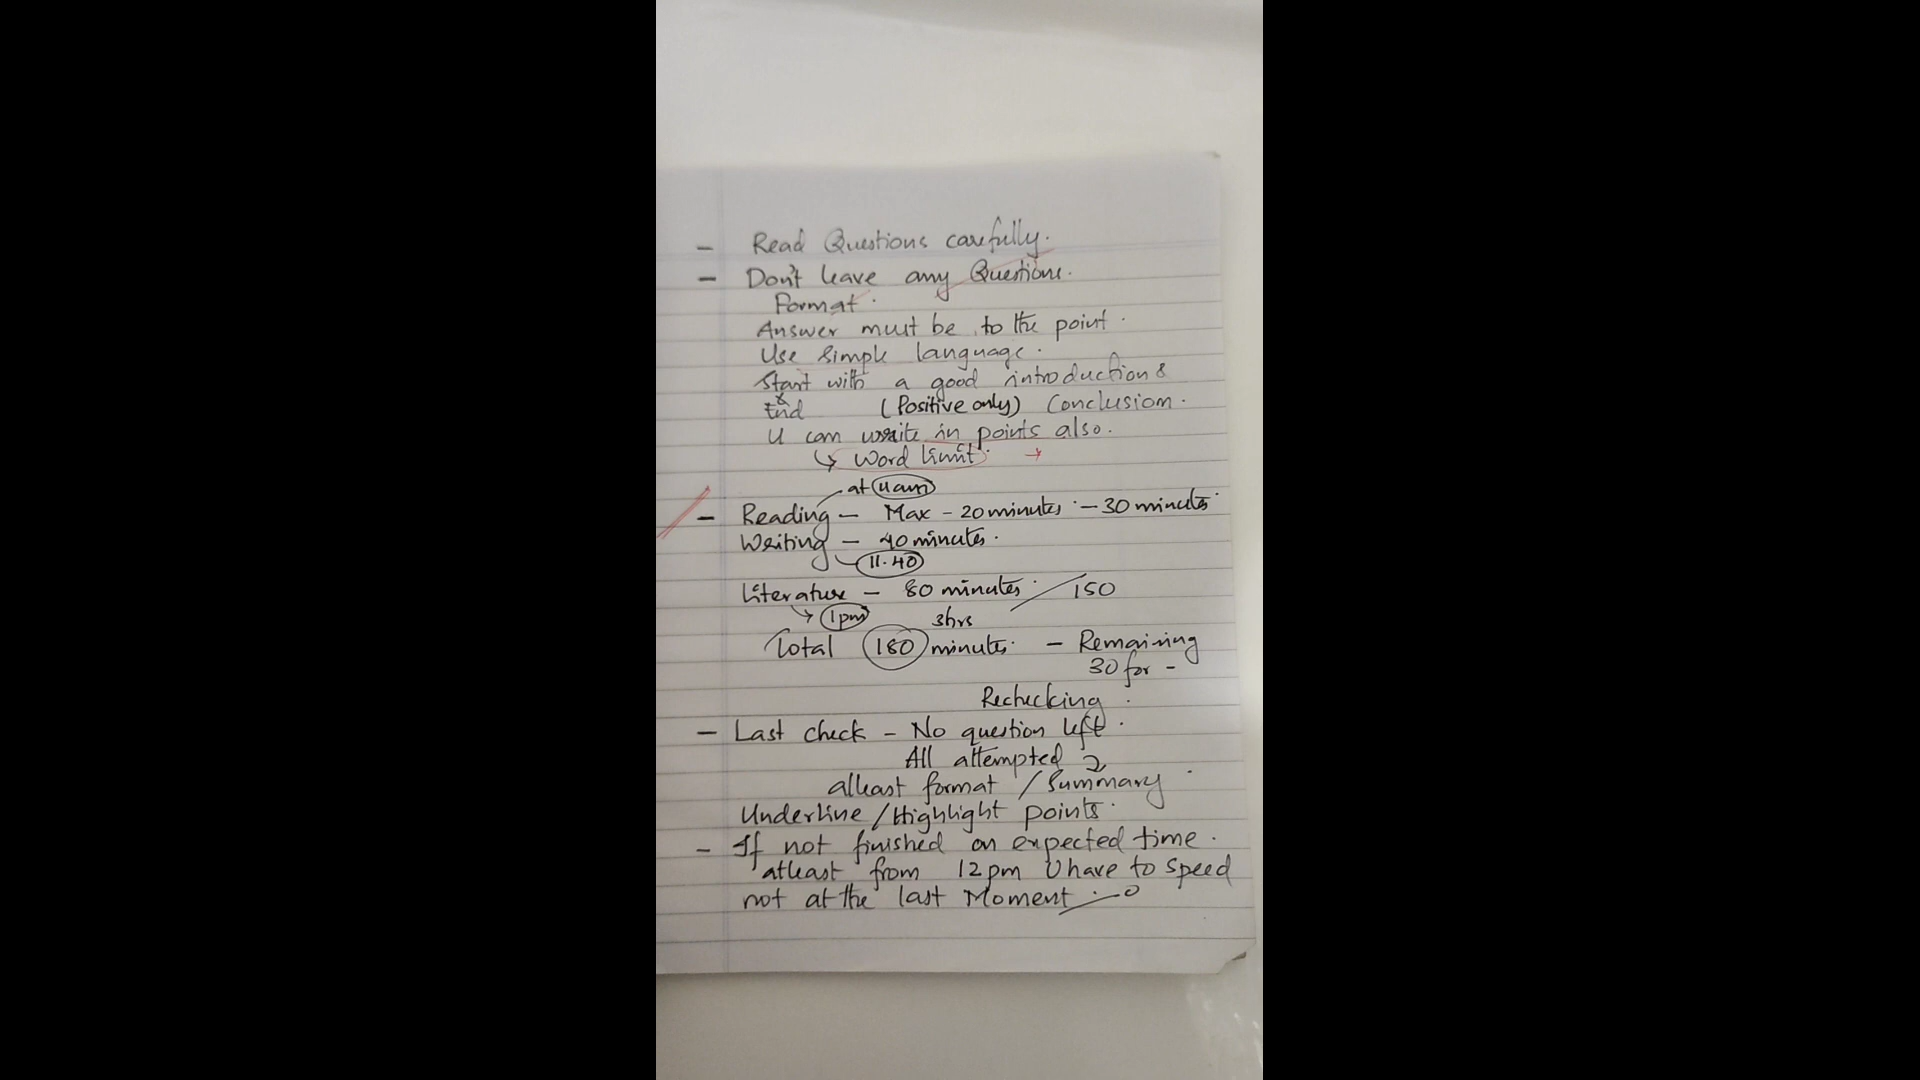 - Read Questions carefully.
- Don't leave any Questions.
Format.
Answer must be to the point.
Use simple language.
Start with a good introduction &
& End (Positive only) Conclusion.
U can write in points also.
↳ Word limit. →
at 11am
- Reading - Max - 20 minutes - 30 minutes
Writing - 40 minutes.
11.40
Literature - 80 minutes. / 150
→ 1pm 3hrs
Total 180 minutes. - Remaining
30 for -
Rechecking.
- Last check - No question left.
All attempted
atleast format / Summary
Underline / Highlight points.
- If not finished on expected time.
atleast from 12pm U have to speed
not at the last Moment.